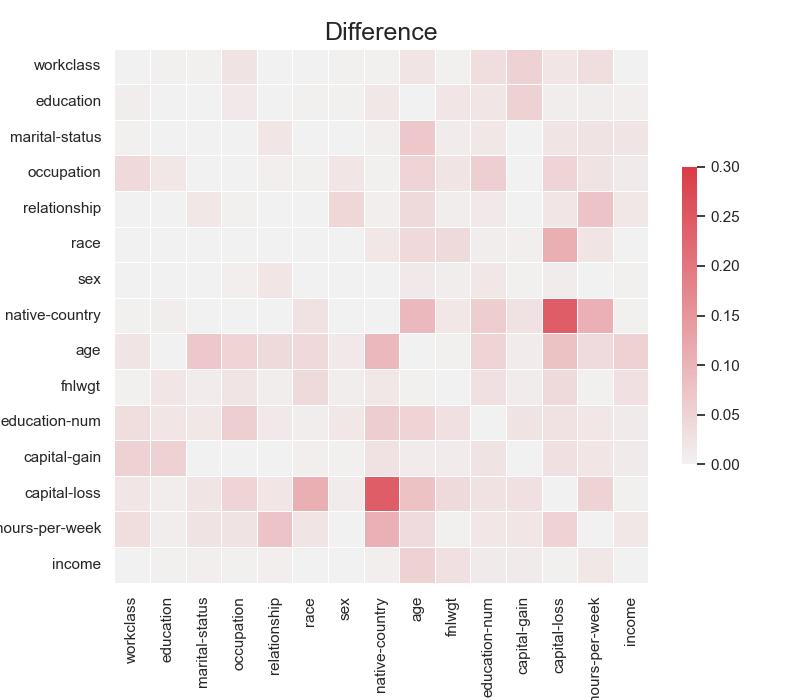 Difference
workclass
education
marital-status
occupation
relationship
race
sex
native-country
age
fnlwgt
education-num
capital-gain
capital-loss
hours-per-week
income
0.30
0.25
0.20
0.15
0.10
0.05
0.00
workclass
education
marital-status
occupation
relationship
race
sex
native-country
age
fnlwgt
education-num
capital-gain
capital-loss
hours-per-week
income